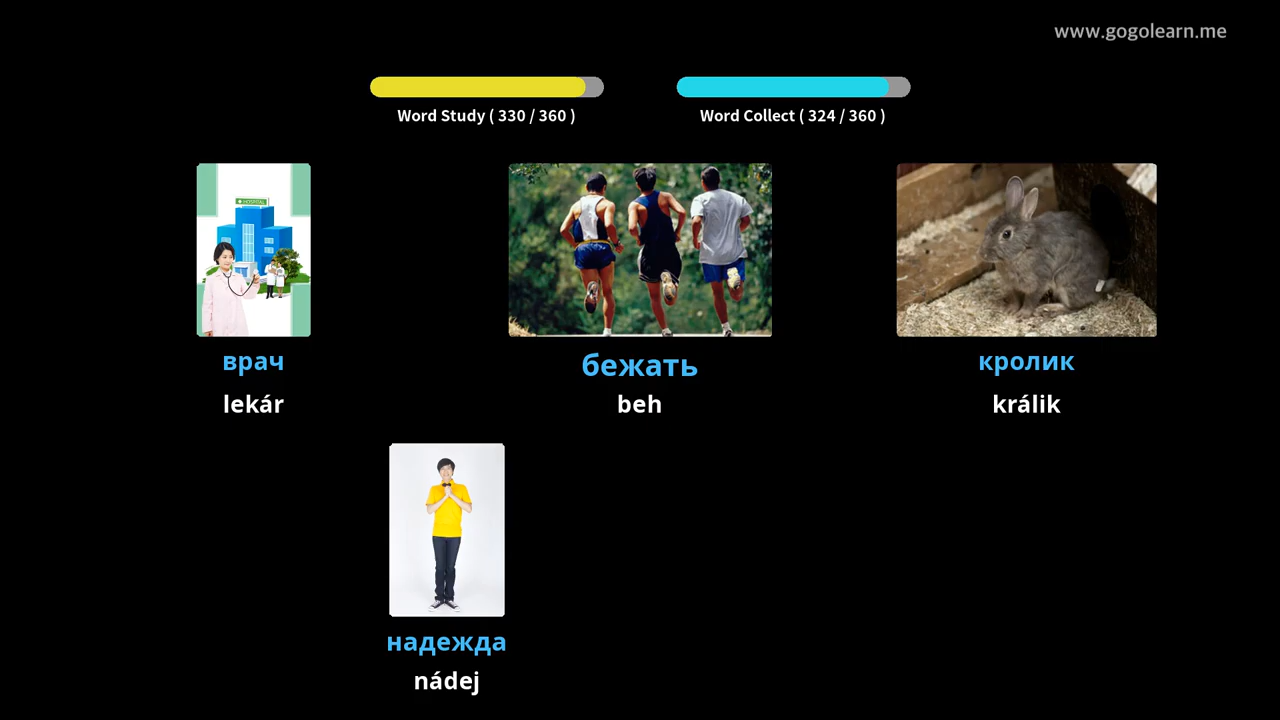 www.gogolearn.me
Word Study ( 330 / 360 )
Word Collect ( 324 / 360 )
HOSPITAL
врач
бежать
кролик
lekár
beh
králik
надежда
nádej